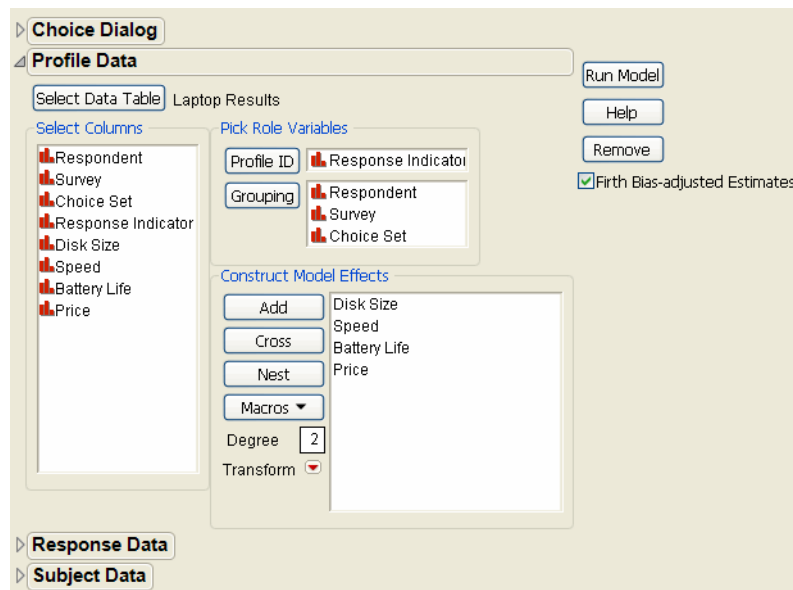 Choice Dialog
Profile Data
Select Data Table Laptop Results
Select Columns
Respondent
Survey
Choice Set
Response Indicator
Disk Size
Speed
Battery Life
Price
Pick Role Variables
Profile ID Response Indicator
Grouping Respondent
Survey
Choice Set
Construct Model Effects
Add
Cross
Nest
Macros
Degree 2
Transform
Disk Size
Speed
Battery Life
Price
Run Model
Help
Remove
Firth Bias-adjusted Estimates
Response Data
Subject Data